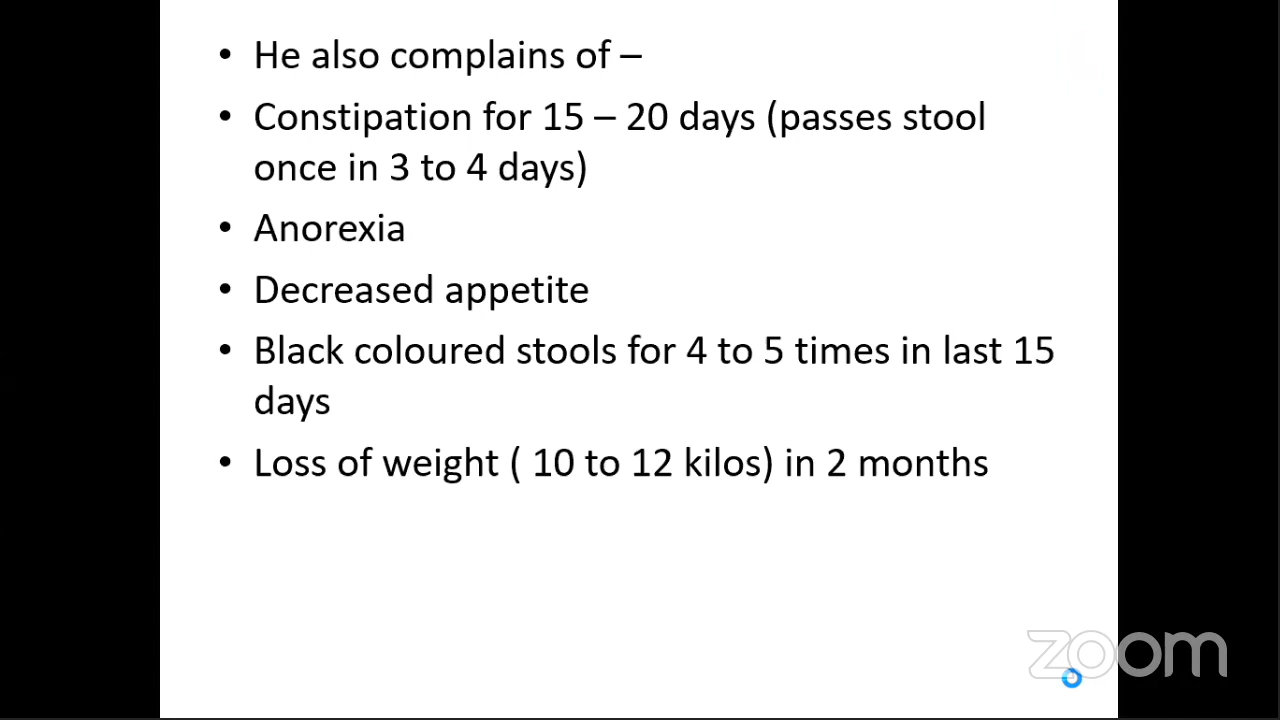 • He also complains of –
• Constipation for 15 – 20 days (passes stool
once in 3 to 4 days)
• Anorexia
• Decreased appetite
• Black coloured stools for 4 to 5 times in last 15
days
• Loss of weight ( 10 to 12 kilos) in 2 months
zoom